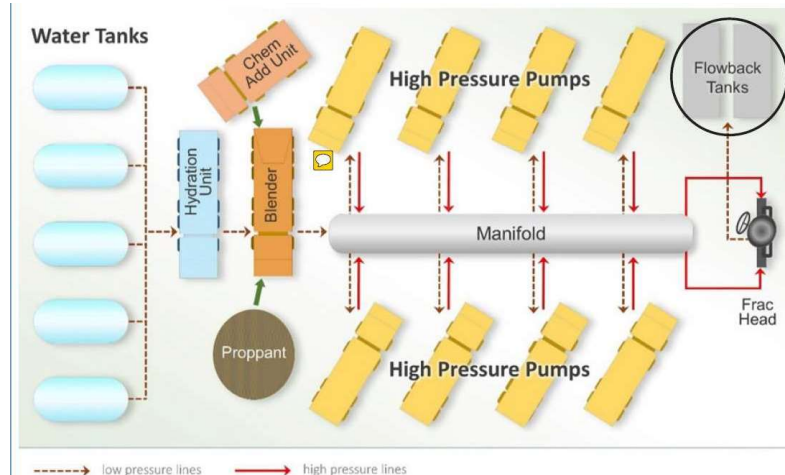 Water Tanks
Chem
Add Unit
High Pressure Pumps
Flowback
Tanks
Hydration
Unit
Blender
Manifold
Proppant
Frac
Head
High Pressure Pumps
low pressure lines
high pressure lines